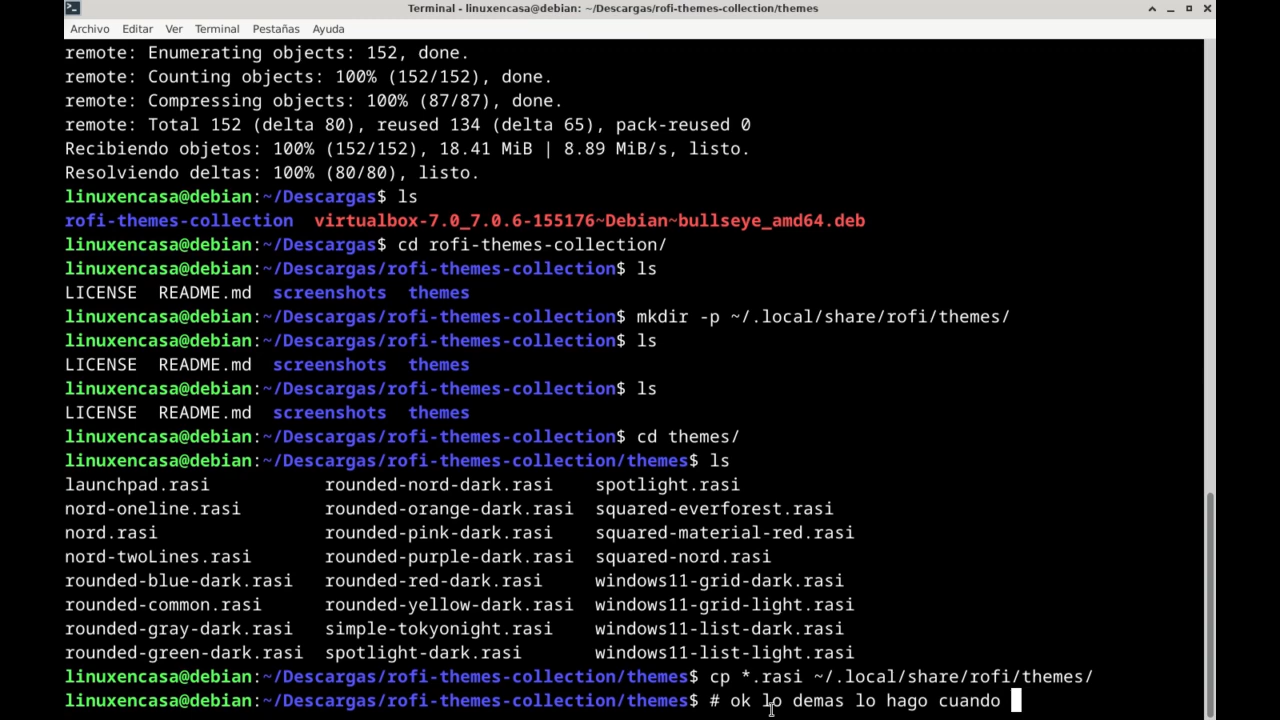 Terminal - linuxencasa@debian: ~/Descargas/rofi-themes-collection/themes
Archivo Editar Ver Terminal Pestañas Ayuda
remote: Enumerating objects: 152, done.
remote: Counting objects: 100% (152/152), done.
remote: Compressing objects: 100% (87/87), done.
remote: Total 152 (delta 80), reused 134 (delta 65), pack-reused 0
Recibiendo objetos: 100% (152/152), 18.41 MiB | 8.89 MiB/s, listo.
Resolviendo deltas: 100% (80/80), listo.
linuxencasa@debian:~/Descargas$ ls
rofi-themes-collection  virtualbox-7.0_7.0.6-155176~Debian~bullseye_amd64.deb
linuxencasa@debian:~/Descargas$ cd rofi-themes-collection/
linuxencasa@debian:~/Descargas/rofi-themes-collection$ ls
LICENSE  README.md  screenshots  themes
linuxencasa@debian:~/Descargas/rofi-themes-collection$ mkdir -p ~/.local/share/rofi/themes/
linuxencasa@debian:~/Descargas/rofi-themes-collection$ ls
LICENSE  README.md  screenshots  themes
linuxencasa@debian:~/Descargas/rofi-themes-collection$ ls
LICENSE  README.md  screenshots  themes
linuxencasa@debian:~/Descargas/rofi-themes-collection$ cd themes/
linuxencasa@debian:~/Descargas/rofi-themes-collection/themes$ ls
launchpad.rasi           rounded-nord-dark.rasi    spotlight.rasi
nord-oneline.rasi        rounded-orange-dark.rasi  squared-everforest.rasi
nord.rasi                rounded-pink-dark.rasi    squared-material-red.rasi
nord-twoLines.rasi       rounded-purple-dark.rasi  squared-nord.rasi
rounded-blue-dark.rasi   rounded-red-dark.rasi     windows11-grid-dark.rasi
rounded-common.rasi      rounded-yellow-dark.rasi  windows11-grid-light.rasi
rounded-gray-dark.rasi   simple-tokyonight.rasi    windows11-list-dark.rasi
rounded-green-dark.rasi  spotlight-dark.rasi       windows11-list-light.rasi
linuxencasa@debian:~/Descargas/rofi-themes-collection/themes$ cp *.rasi ~/.local/share/rofi/themes/
linuxencasa@debian:~/Descargas/rofi-themes-collection/themes$ # ok lo demas lo hago cuando